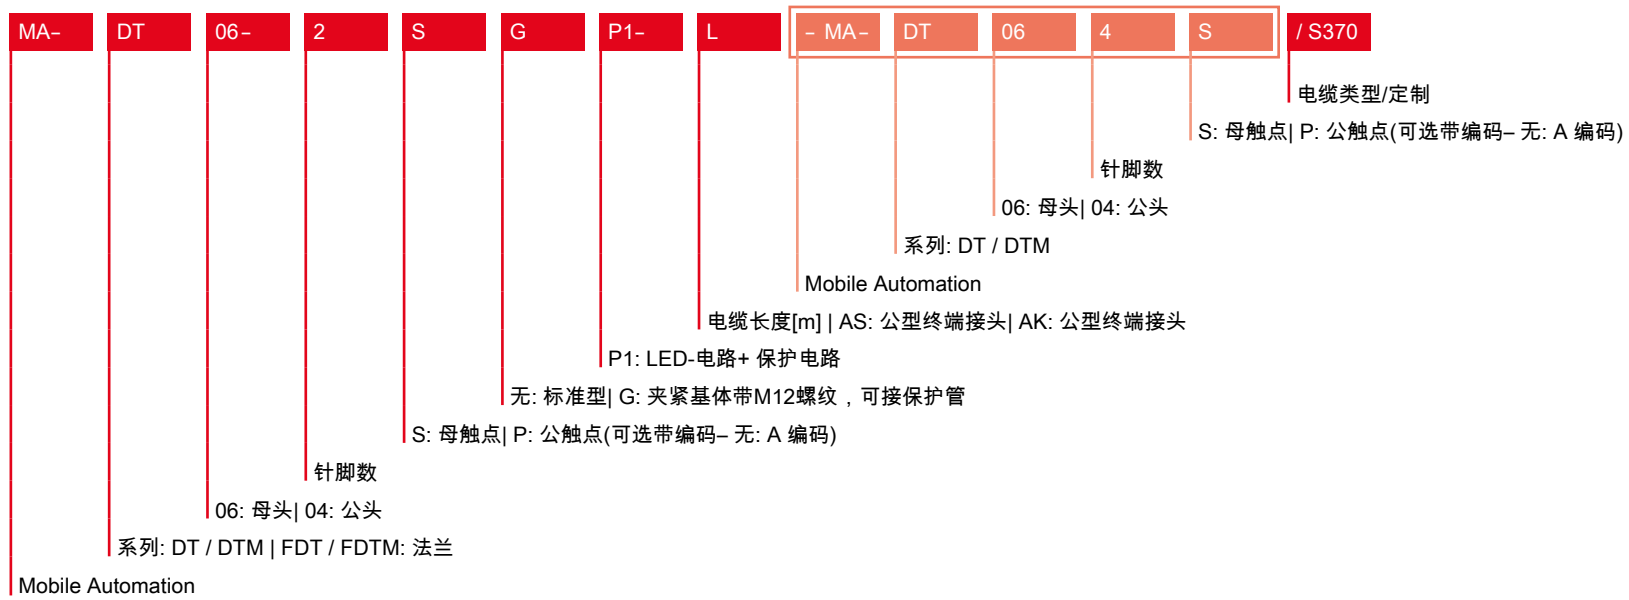 MA– DT 06– 2 S G P1– L – MA– DT 06 4 S / S370
电缆类型/定制
S: 母触点| P: 公触点(可选带编码– 无: A 编码)
针脚数
06: 母头| 04: 公头
系列: DT / DTM
Mobile Automation
电缆长度[m] | AS: 公型终端接头| AK: 公型终端接头
P1: LED-电路+ 保护电路
无: 标准型| G: 夹紧基体带M12螺纹，可接保护管
S: 母触点| P: 公触点(可选带编码– 无: A 编码)
针脚数
06: 母头| 04: 公头
系列: DT / DTM | FDT / FDTM: 法兰
Mobile Automation